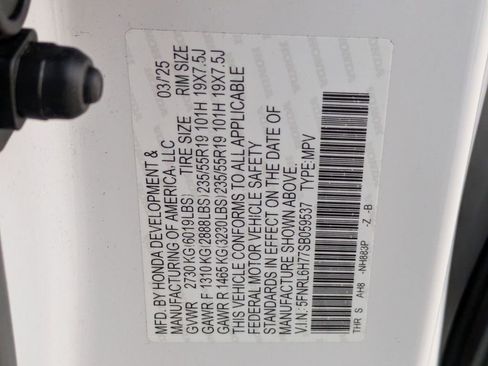 MFD. BY HONDA DEVELOPMENT & 03/'25
MANUFACTURING OF AMERICA, LLC
GVWR 2730 KG(6019LBS) TIRE SIZE RIM SIZE
GAWR F 1310 KG(2888LBS) 235/55R19 101H 19X7.5J
GAWR R 1465 KG(3230LBS) 235/55R19 101H 19X7.5J
THIS VEHICLE CONFORMS TO ALL APPLICABLE
FEDERAL MOTOR VEHICLE SAFETY
STANDARDS IN EFFECT ON THE DATE OF
MANUFACTURE SHOWN ABOVE.
V.I.N.: 5FNRL6H77SB059537 TYPE:MPV
THR S AH8 -NH883P -Z -B